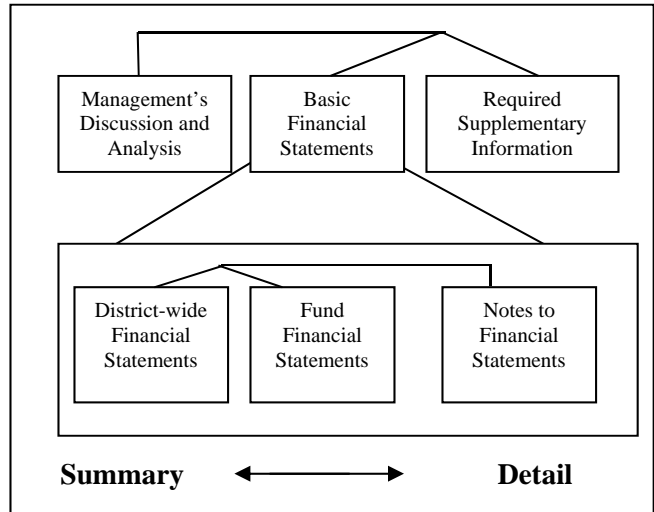 Management's
Discussion and
Analysis
Basic
Financial
Statements
Required
Supplementary
Information
District-wide
Financial
Statements
Fund
Financial
Statements
Notes to
Financial
Statements
Summary
Detail